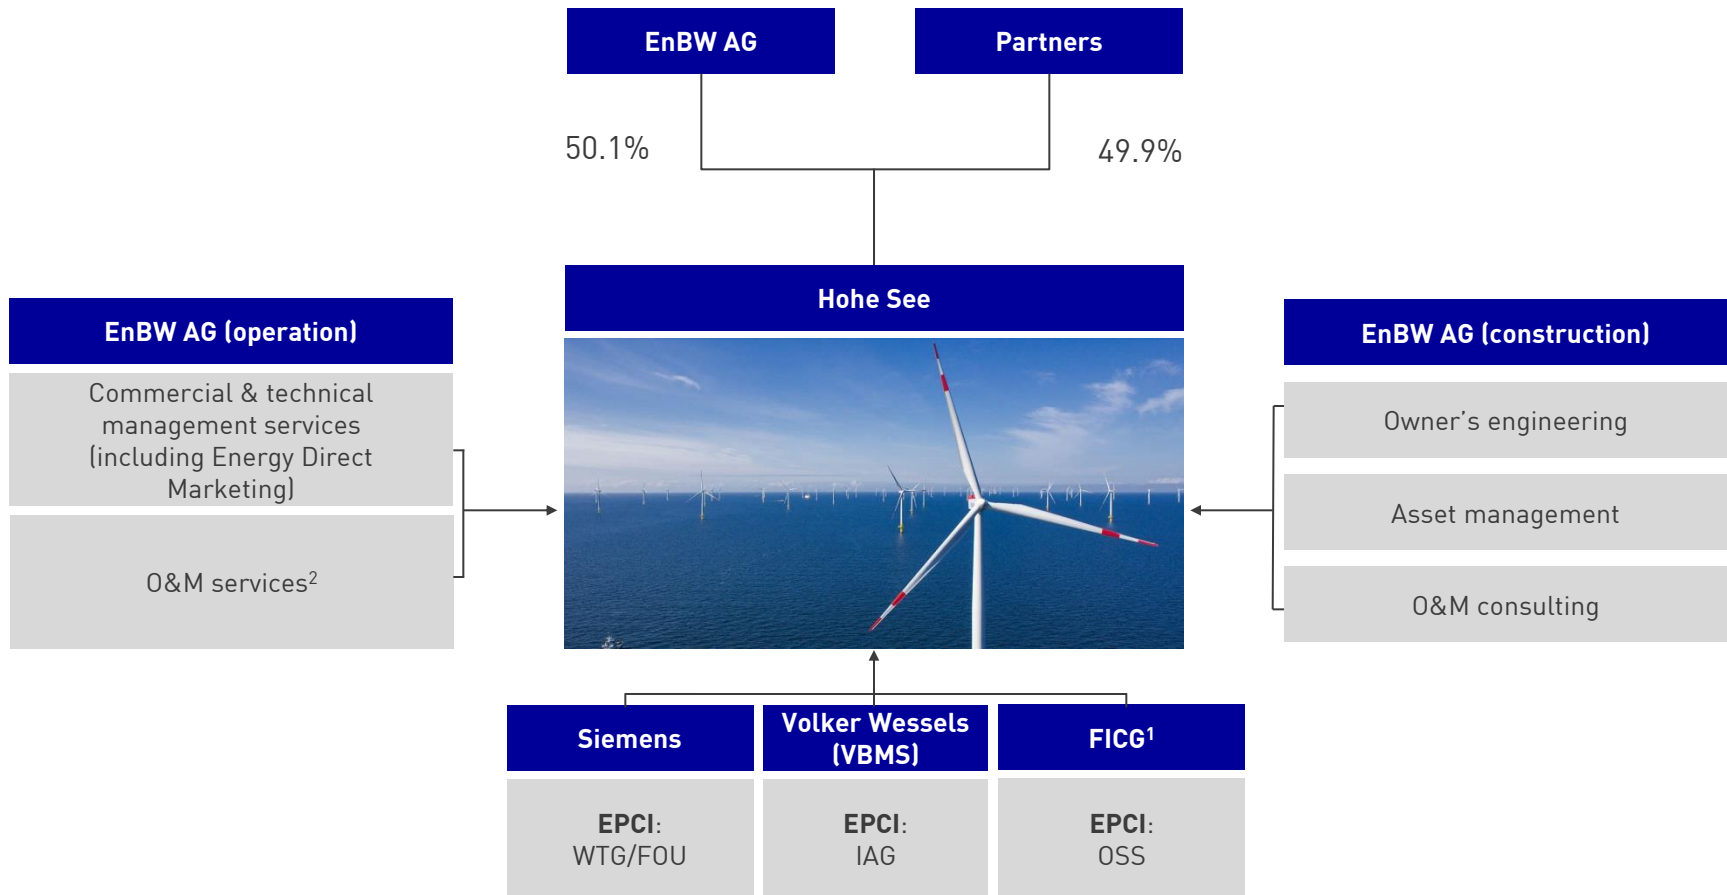 EnBW AG
Partners
50.1%
49.9%
Hohe See
EnBW AG (operation)
Commercial & technical
management services
(including Energy Direct
Marketing)
O&M services²
EnBW AG (construction)
Owner’s engineering
Asset management
O&M consulting
Siemens
EPCI:
WTG/FOU
Volker Wessels
(VBMS)
EPCI:
IAG
FICG¹
EPCI:
OSS